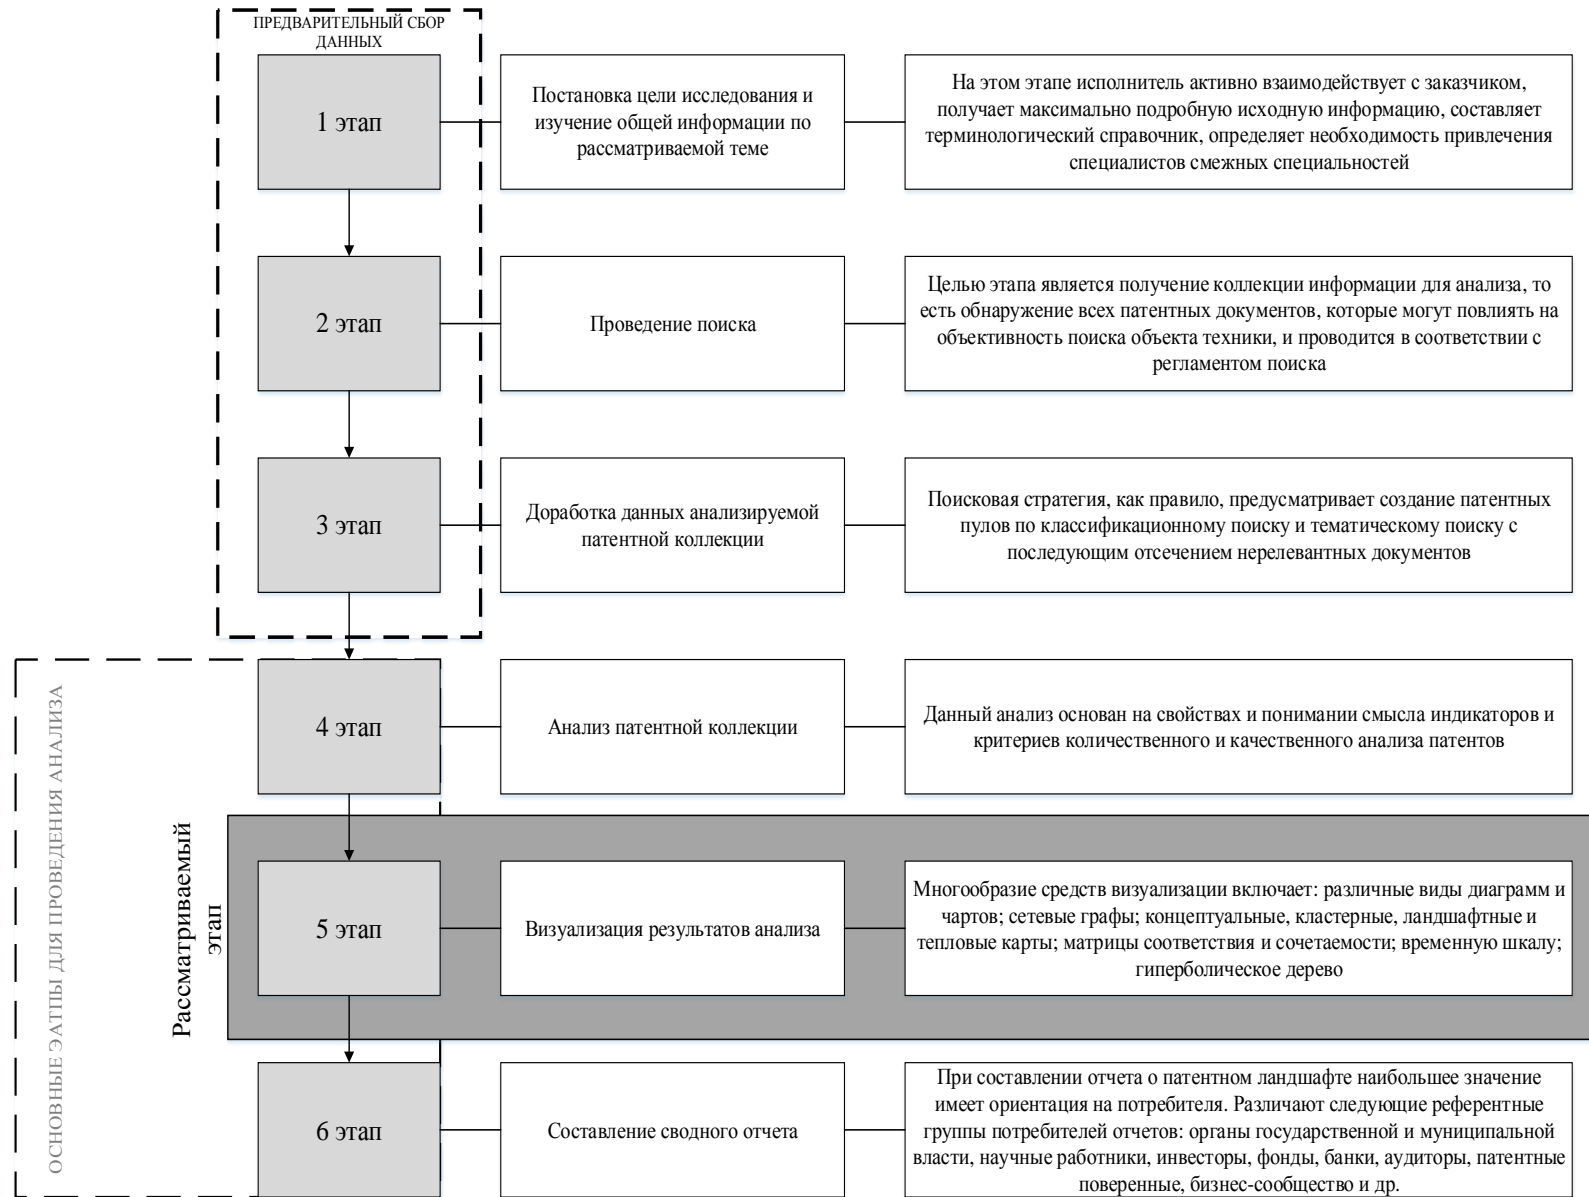 ПРЕДВАРИТЕЛЬНЫЙ СБОР
ДАННЫХ
1 этап
Постановка цели исследования и
изучение общей информации по
рассматриваемой теме
На этом этапе исполнитель активно взаимодействует с заказчиком,
получает максимально подробную исходную информацию, составляет
терминологический справочник, определяет необходимость привлечения
специалистов смежных специальностей
2 этап
Проведение поиска
Целью этапа является получение коллекции информации для анализа, то
есть обнаружение всех патентных документов, которые могут повлиять на
объективность поиска объекта техники, и проводится в соответствии с
регламентом поиска
3 этап
Доработка данных анализируемой
патентной коллекции
Поисковая стратегия, как правило, предусматривает создание патентных
пулов по классификационному поиску и тематическому поиску с
последующим отсечением нерелевантных документов
ОСНОВНЫЕ ЭАТПЫ ДЛЯ ПРОВЕДЕНИЯ АНАЛИЗА
4 этап
Анализ патентной коллекции
Данный анализ основан на свойствах и понимании смысла индикаторов и
критериев количественного и качественного анализа патентов
Рассматриваемый
этап
5 этап
Визуализация результатов анализа
Многообразие средств визуализации включает: различные виды диаграмм и
чартов; сетевые графы; концептуальные, кластерные, ландшафтные и
тепловые карты; матрицы соответствия и сочетаемости; временную шкалу;
гиперболическое дерево
6 этап
Составление сводного отчета
При составлении отчета о патентном ландшафте наибольшее значение
имеет ориентация на потребителя. Различают следующие референтные
группы потребителей отчетов: органы государственной и муниципальной
власти, научные работники, инвесторы, фонды, банки, аудиторы, патентные
поверенные, бизнес-сообщество и др.